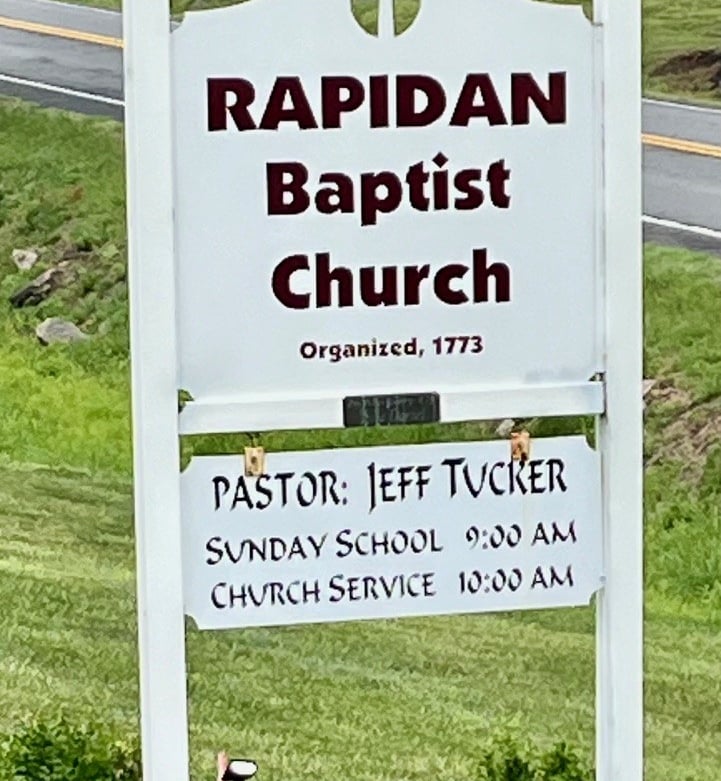 RAPIDAN
Baptist
Church
Organized, 1773
PASTOR: JEFF TUCKER
SUNDAY SCHOOL 9:00 AM
CHURCH SERVICE 10:00 AM